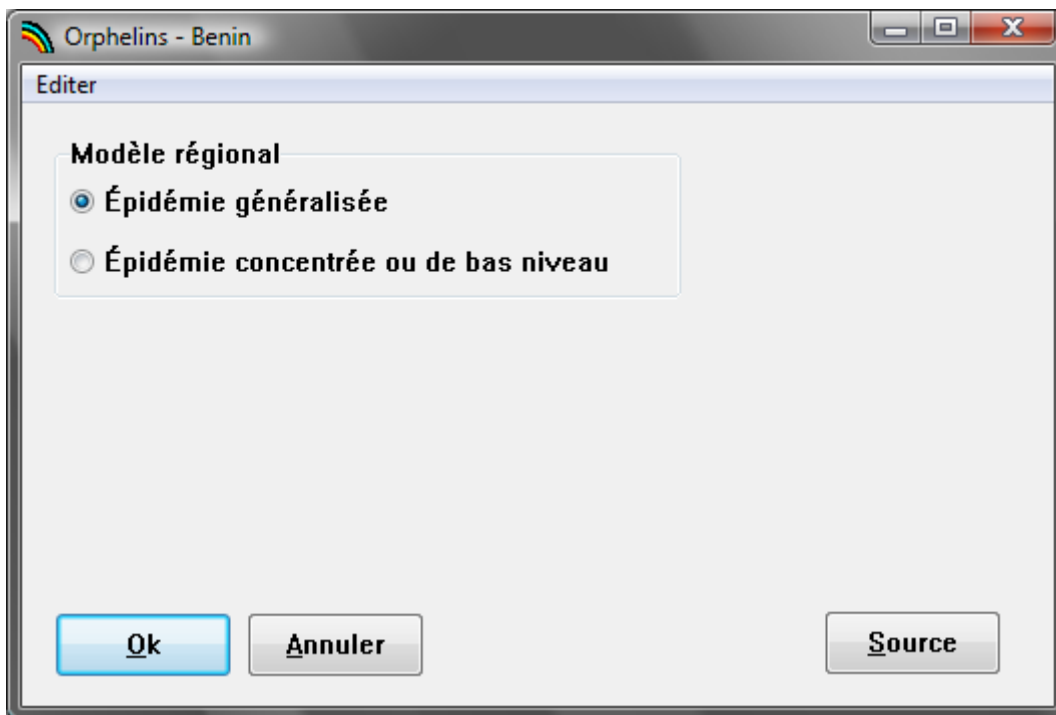 Orphelins - Benin
Editer
Modèle régional
Épidémie généralisée
Épidémie concentrée ou de bas niveau
Ok Annuler Source